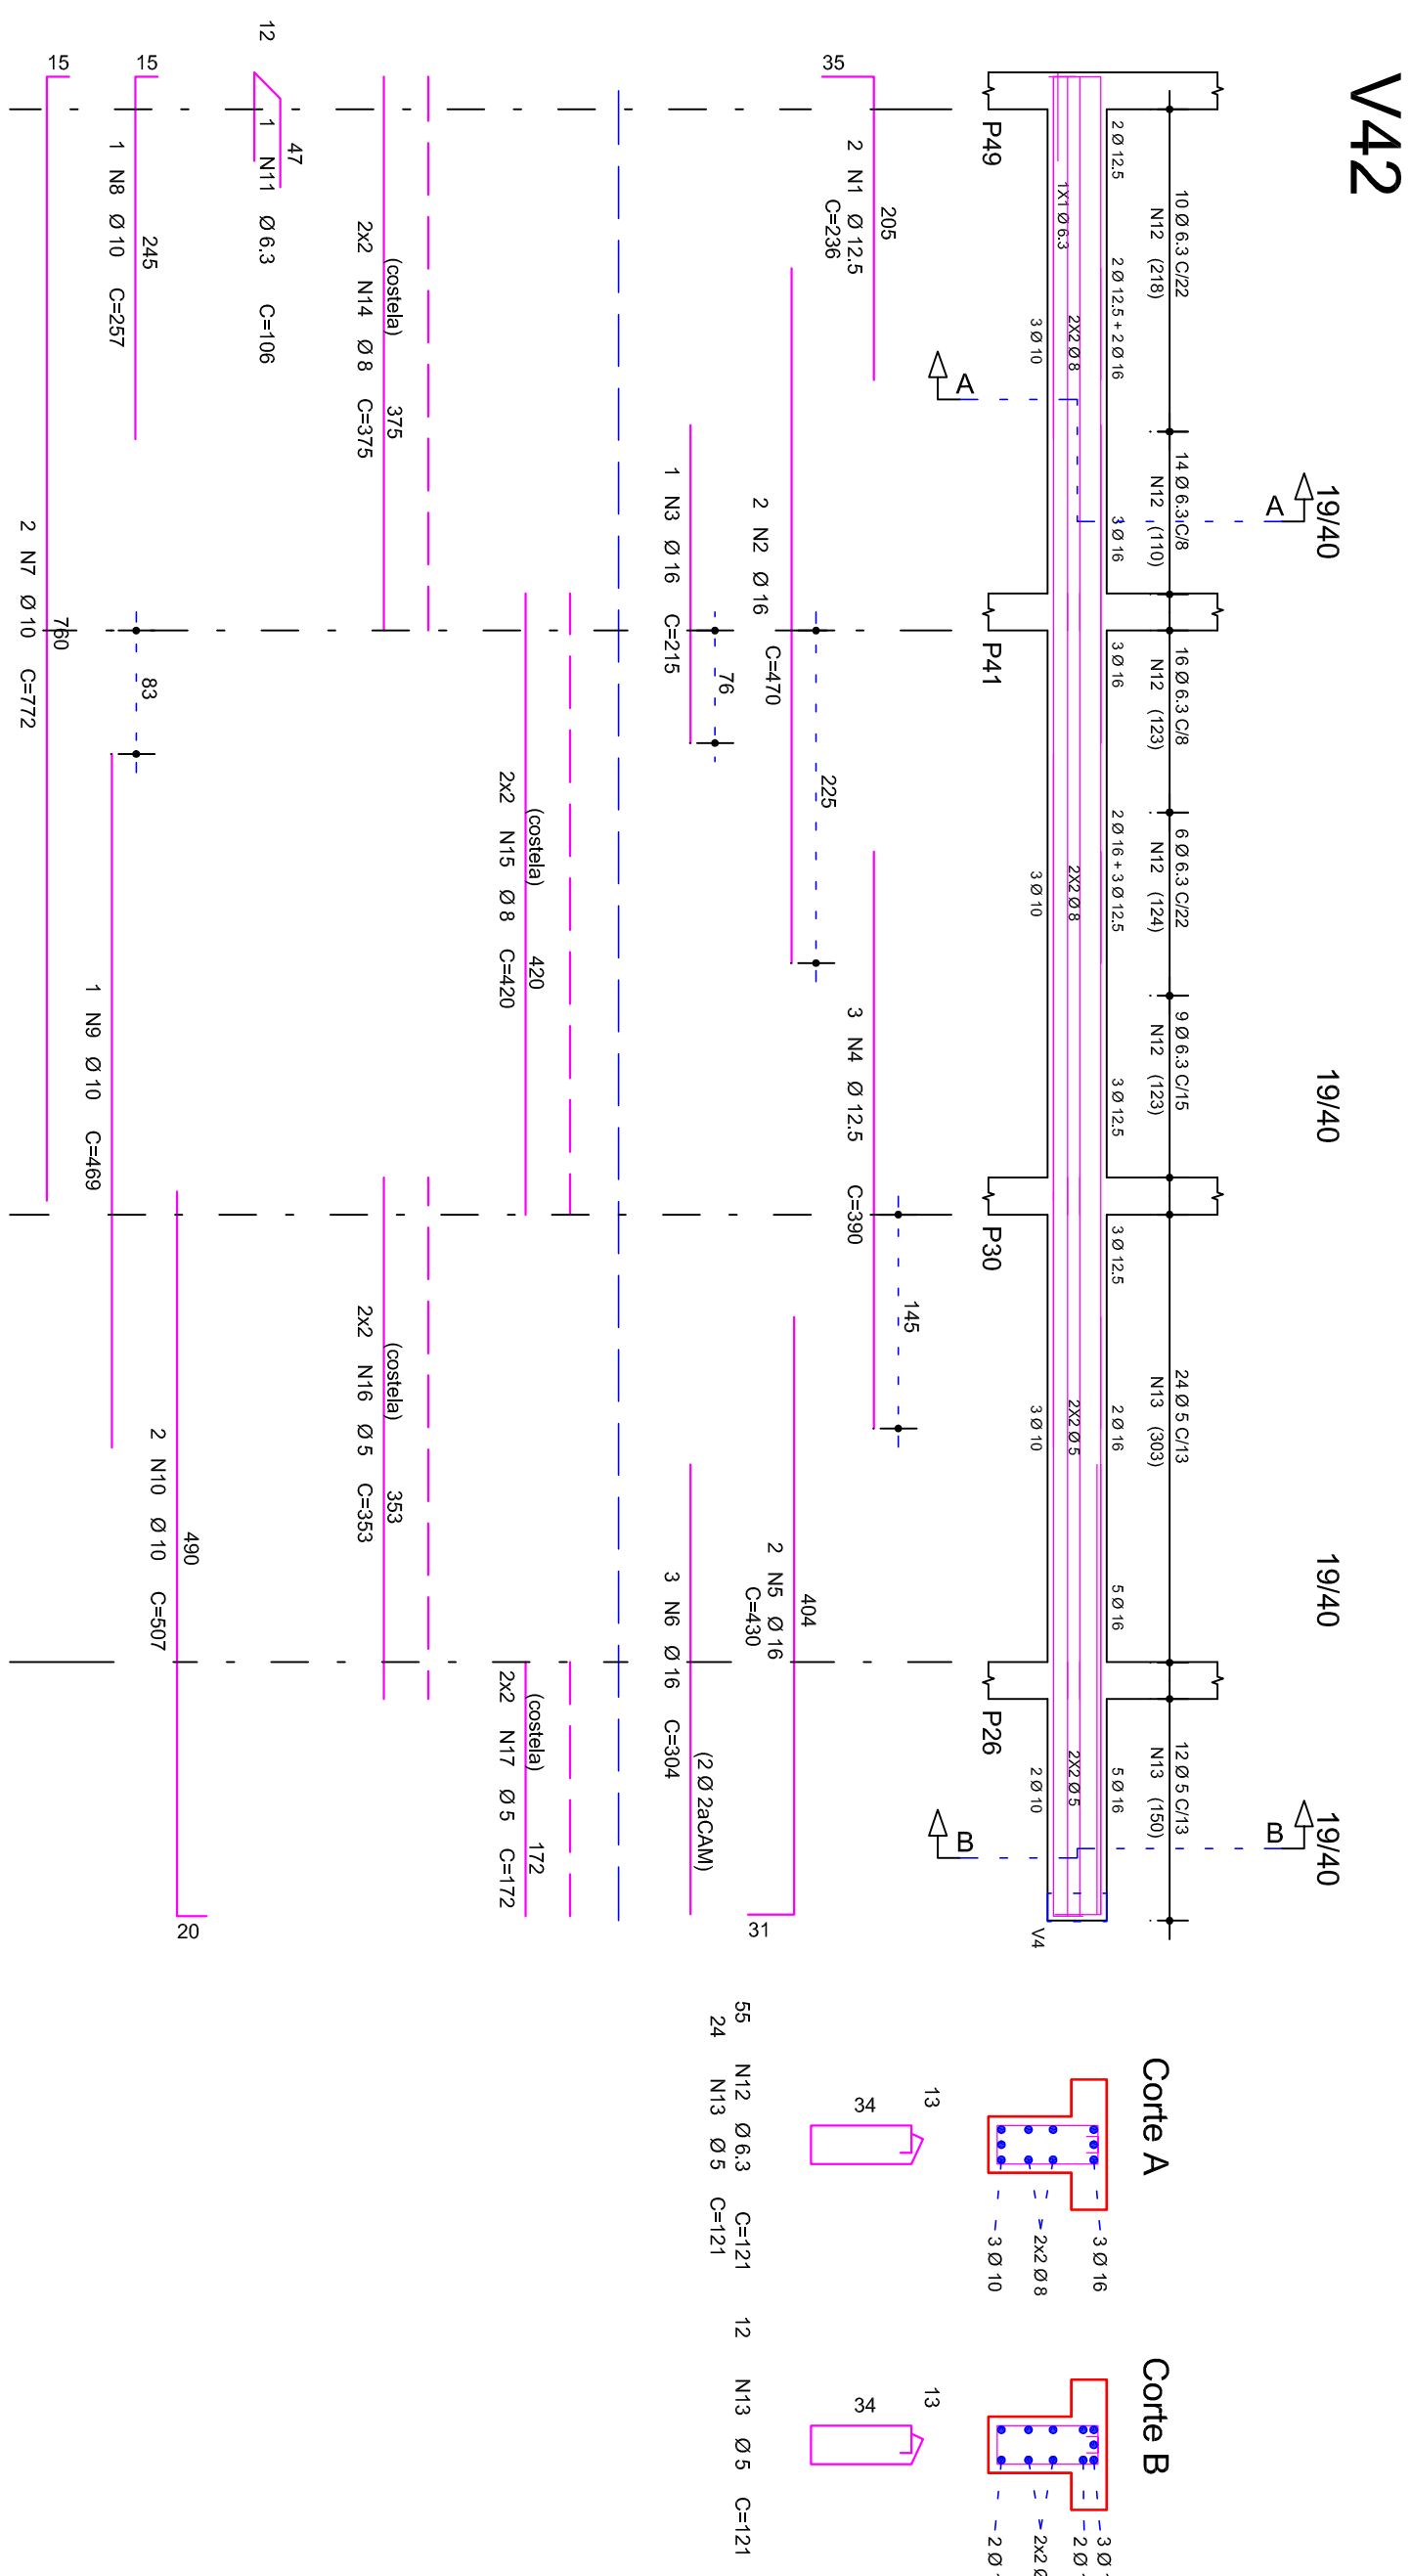 V42
19/40
19/40
19/40
19/40
A
B
10 Ø 6.3 C/22
N12 (218)
14 Ø 6.3 C/8
N12 (110)
16 Ø 6.3 C/8
N12 (123)
6 Ø 6.3 C/22
N12 (124)
9 Ø 6.3 C/15
N12 (123)
24 Ø 5 C/13
N13 (303)
12 Ø 5 C/13
N13 (150)
2 Ø 12.5
2 Ø 12.5 + 2 Ø 16
3 Ø 16
3 Ø 16
2 Ø 16 + 3 Ø 12.5
3 Ø 12.5
3 Ø 12.5
2 Ø 16
5 Ø 16
5 Ø 16
1X1 Ø 6.3
2X2 Ø 8
2X2 Ø 8
2X2 Ø 5
2X2 Ø 5
3 Ø 10
3 Ø 10
3 Ø 10
2 Ø 10
V4
P49
P41
P30
P26
A
B
35
205
2 N1 Ø 12.5
C=236
145
3 N4 Ø 12.5 C=390
225
2 N2 Ø 16 C=470
404
2 N5 Ø 16
C=430
31
76
1 N3 Ø 16 C=215
(2 Ø 2aCAM)
3 N6 Ø 16 C=304
(costela) 420
2x2 N15 Ø 8 C=420
(costela) 172
2x2 N17 Ø 5 C=172
(costela) 375
2x2 N14 Ø 8 C=375
(costela) 353
2x2 N16 Ø 5 C=353
47
12
1 N11 Ø 6.3 C=106
490
2 N10 Ø 10 C=507
20
15
245
1 N8 Ø 10 C=257
83
1 N9 Ø 10 C=469
15
760
2 N7 Ø 10 C=772
Corte A
3 Ø 16
2x2 Ø 8
3 Ø 10
13
34
55 N12 Ø 6.3 C=121
24 N13 Ø 5 C=121
Corte B
3 Ø
2 Ø
2x2 Ø
2 Ø
13
34
12 N13 Ø 5 C=121